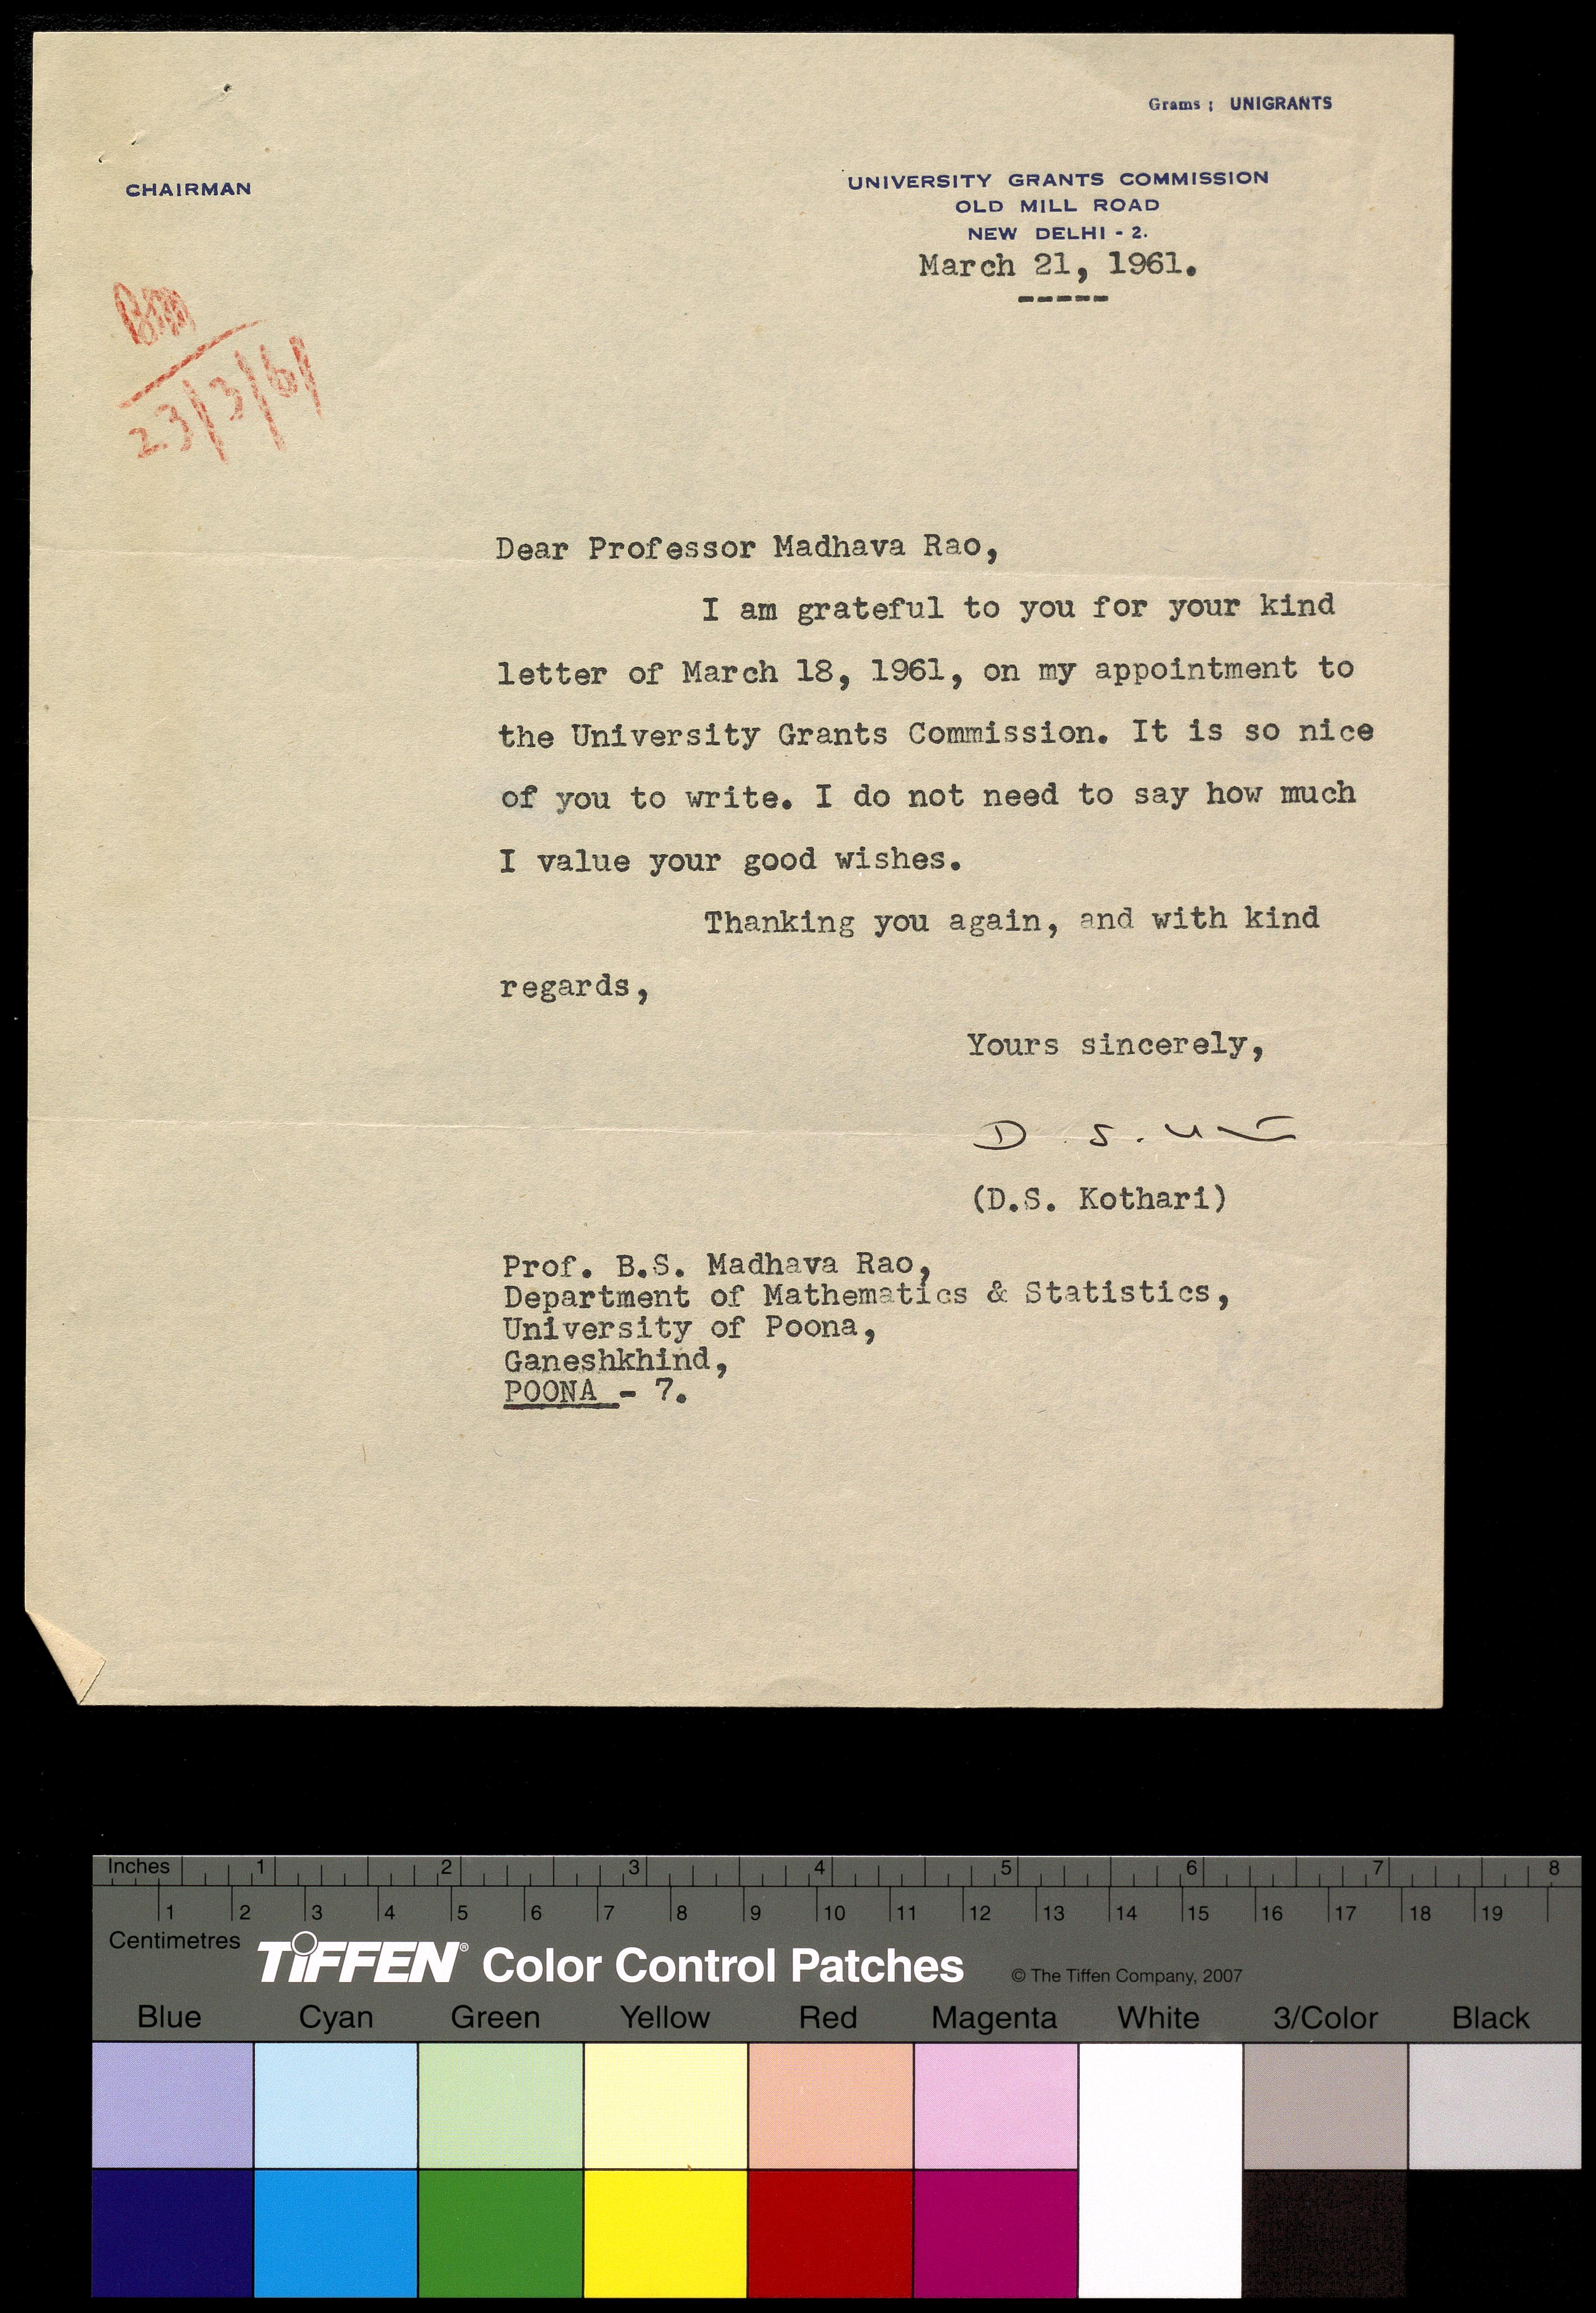 Grams : UNIGRANTS
CHAIRMAN
UNIVERSITY GRANTS COMMISSION
OLD MILL ROAD
NEW DELHI - 2.
March 21, 1961.
-----
23/3/61
Dear Professor Madhava Rao,
I am grateful to you for your kind
letter of March 18, 1961, on my appointment to
the University Grants Commission. It is so nice
of you to write. I do not need to say how much
I value your good wishes.
Thanking you again, and with kind
regards,
Yours sincerely,
D. S.
(D.S. Kothari)
Prof. B.S. Madhava Rao,
Department of Mathematics & Statistics,
University of Poona,
Ganeshkhind,
POONA - 7.
Inches 1 2 3 4 5 6 7 8
1 2 3 4 5 6 7 8 9 10 11 12 13 14 15 16 17 18 19
Centimetres
TIFFEN® Color Control Patches © The Tiffen Company, 2007
Blue Cyan Green Yellow Red Magenta White 3/Color Black